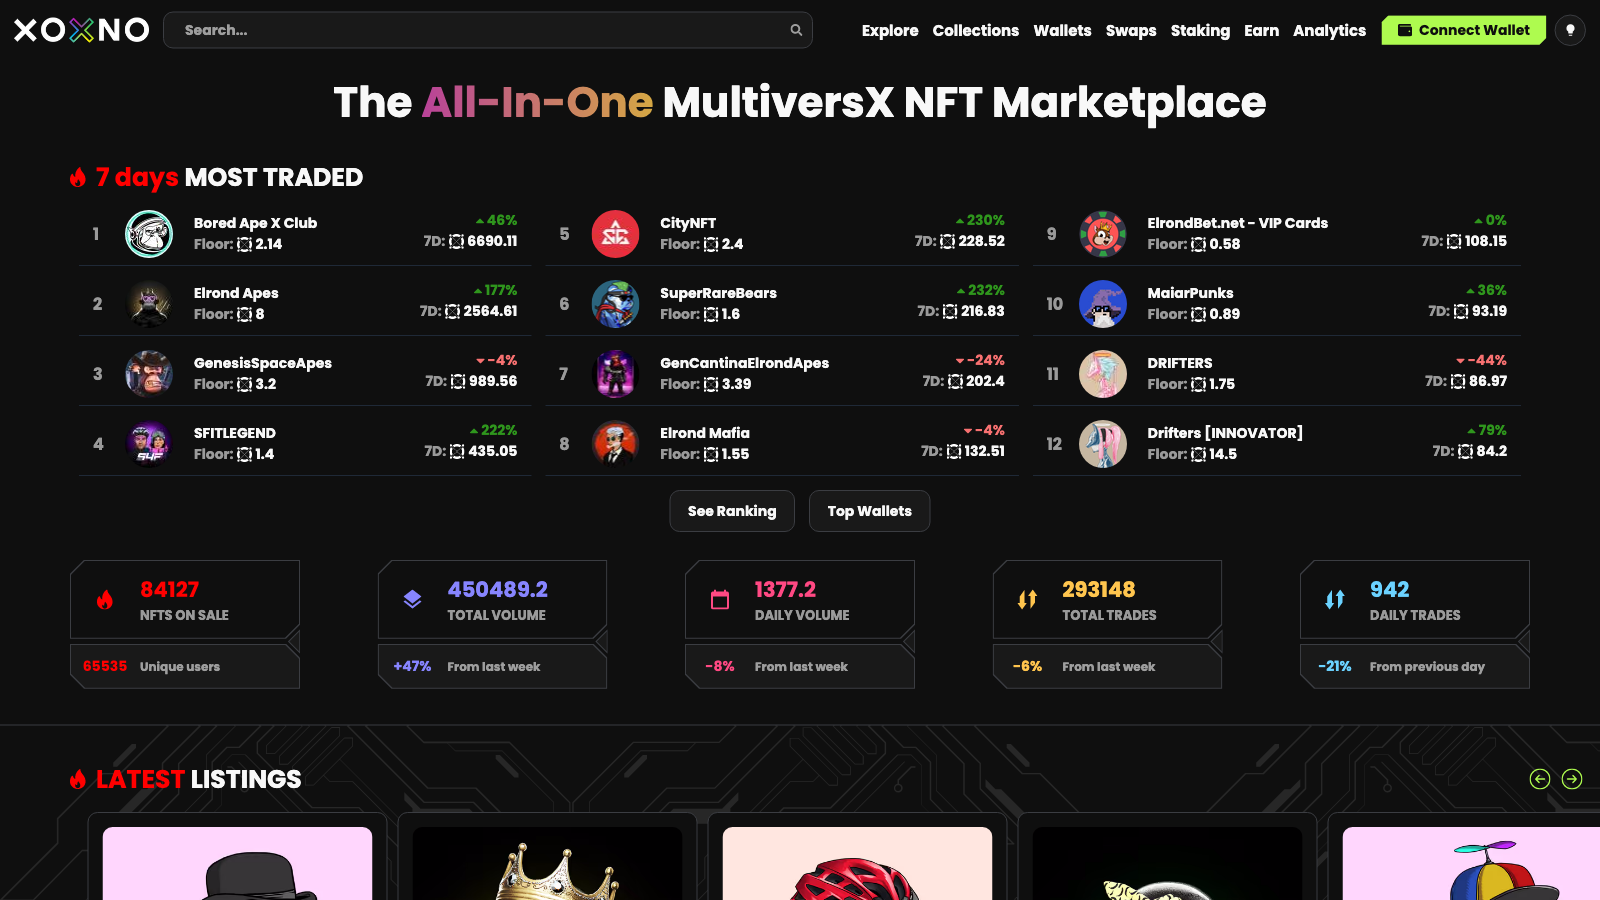 XOXNO
Search...
Explore
Collections
Wallets
Swaps
Staking
Earn
Analytics
Connect Wallet
The All-In-One MultiversX NFT Marketplace
7 days MOST TRADED
1
Bored Ape X Club
46%
Floor: 2.14
7D: 6690.11
2
Elrond Apes
177%
Floor: 8
7D: 2564.61
3
GenesisSpaceApes
-4%
Floor: 3.2
7D: 989.56
4
SFITLEGEND
222%
Floor: 1.4
7D: 435.05
5
CityNFT
230%
Floor: 2.4
7D: 228.52
6
SuperRareBears
232%
Floor: 1.6
7D: 216.83
7
GenCantinaElrondApes
-24%
Floor: 3.39
7D: 202.4
8
Elrond Mafia
-4%
Floor: 1.55
7D: 132.51
9
ElrondBet.net - VIP Cards
0%
Floor: 0.58
7D: 108.15
10
MaiarPunks
36%
Floor: 0.89
7D: 93.19
11
DRIFTERS
-44%
Floor: 1.75
7D: 86.97
12
Drifters [INNOVATOR]
79%
Floor: 14.5
7D: 84.2
See Ranking
Top Wallets
84127
NFTS ON SALE
65535 Unique users
450489.2
TOTAL VOLUME
+47% From last week
1377.2
DAILY VOLUME
-8% From last week
293148
TOTAL TRADES
-6% From last week
942
DAILY TRADES
-21% From previous day
LATEST LISTINGS